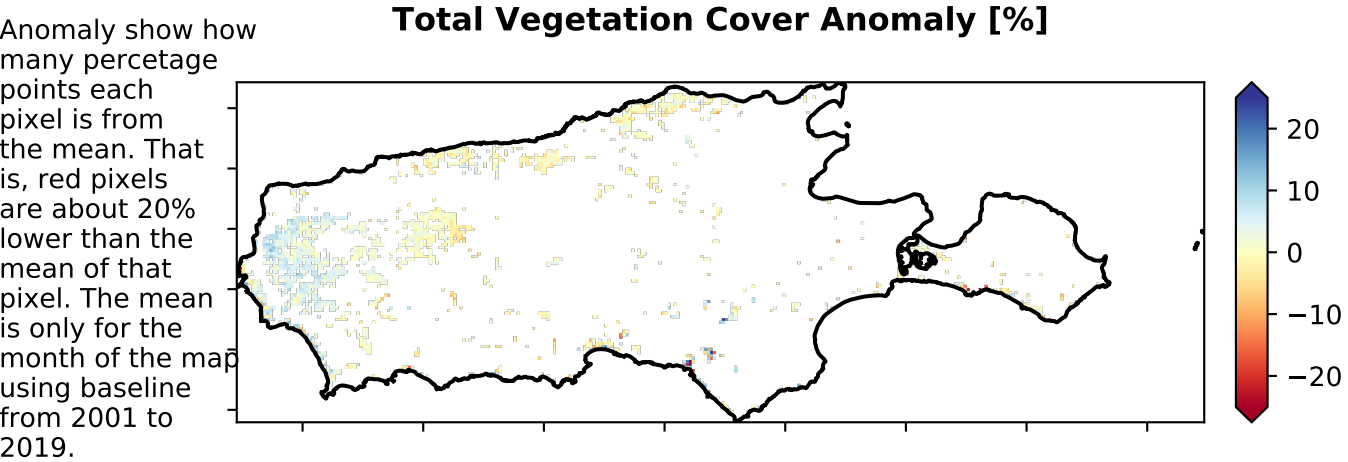 Total Vegetation Cover Anomaly [%]
Anomaly show how
many percetage
points each
pixel is from
the mean. That
is, red pixels
are about 20%
lower than the
mean of that
pixel. The mean
is only for the
month of the map
using baseline
from 2001 to
2019.
20
10
0
−10
−20